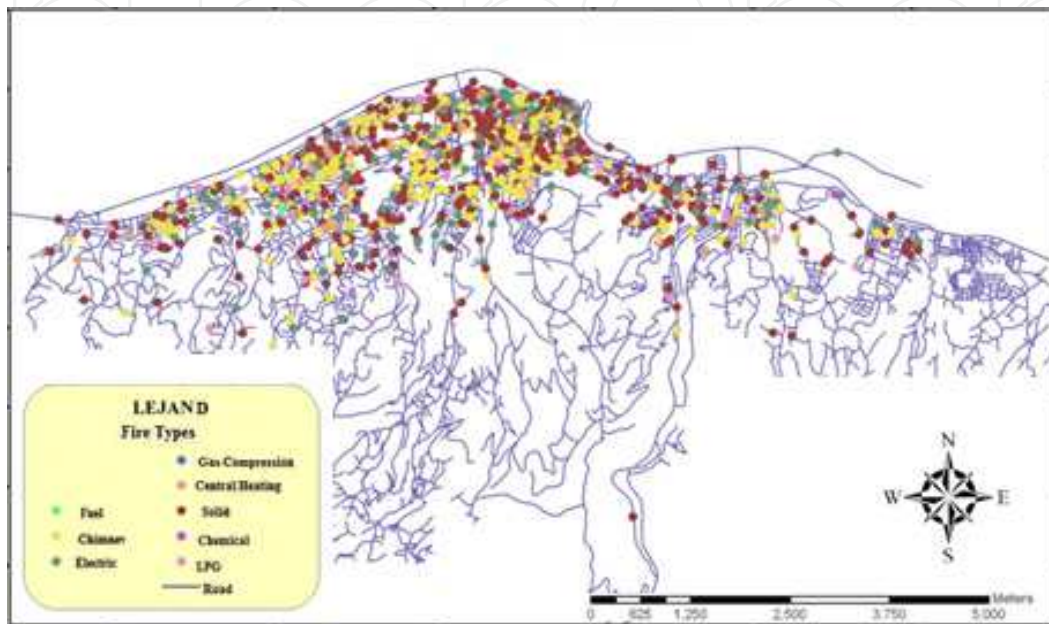 LEJAND
Fire Types
Gas Compression
Central Heating
Fuel
Solid
Chimney
Chemical
Electric
LPG
Road
N
W E
S
Meters
0 625 1.250 2.500 3.750 5.000